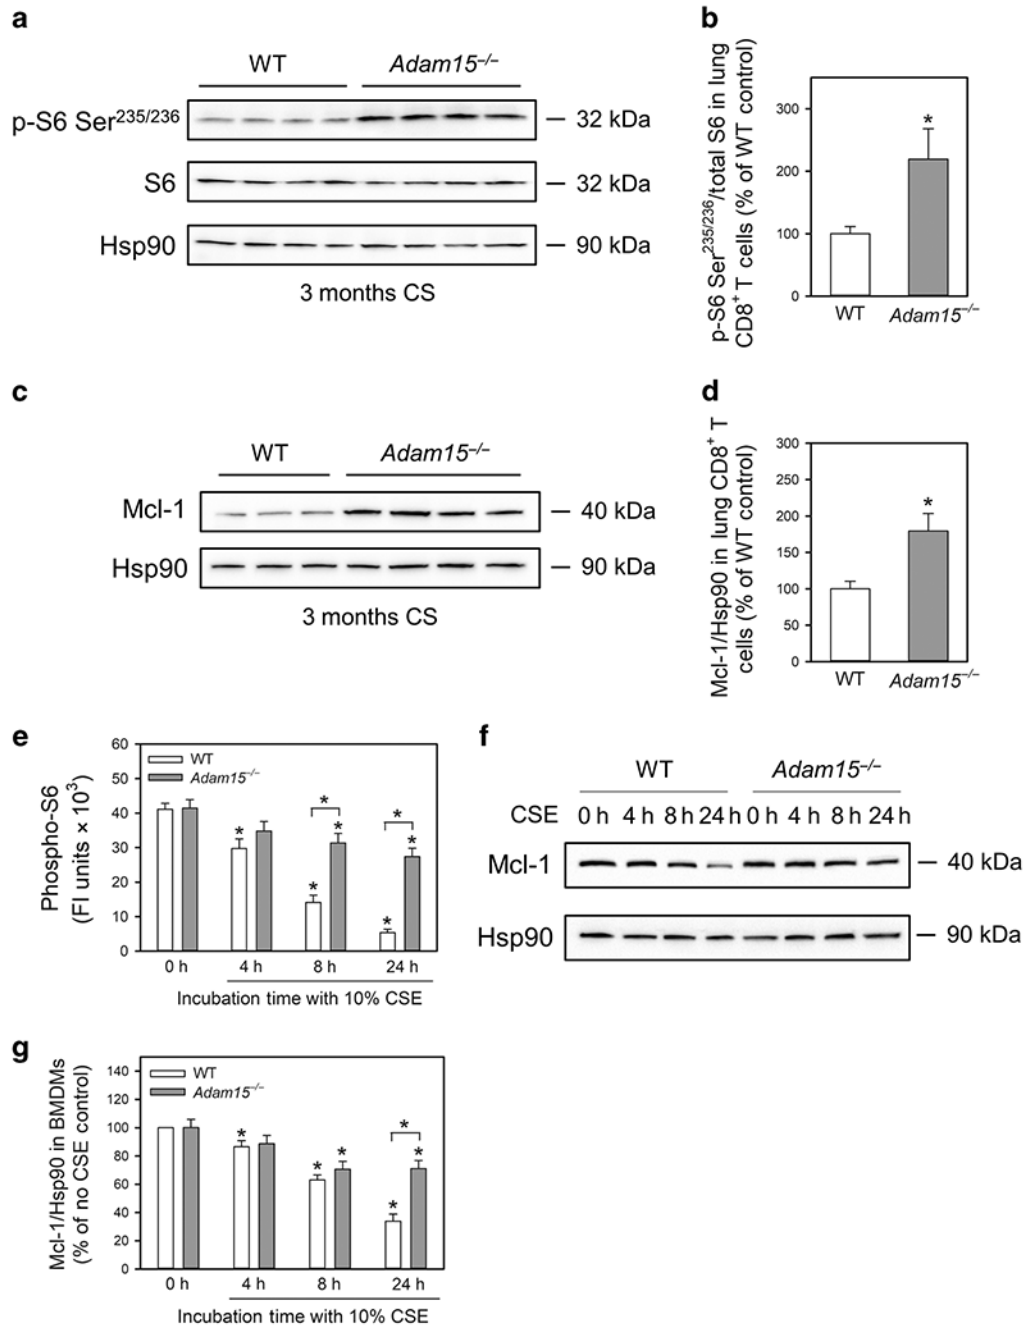 a
WT Adam15⁻/⁻
p-S6 Ser235/236 — 32 kDa
S6 — 32 kDa
Hsp90 — 90 kDa
3 months CS
b
p-S6 Ser235/236/total S6 in lung
CD8⁺ T cells (% of WT control)
300
200
100
0
*
WT Adam15⁻/⁻
c
WT Adam15⁻/⁻
Mcl-1 — 40 kDa
Hsp90 — 90 kDa
3 months CS
d
Mcl-1/Hsp90 in lung CD8⁺ T
cells (% of WT control)
300
250
200
150
100
50
0
*
WT Adam15⁻/⁻
e
Phospho-S6
(FI units × 10³)
60
50
40
30
20
10
0
WT
Adam15⁻/⁻
* *
* *
* *
*
0 h 4 h 8 h 24 h
Incubation time with 10% CSE
f
WT Adam15⁻/⁻
CSE 0 h 4 h 8 h 24 h 0 h 4 h 8 h 24 h
Mcl-1 — 40 kDa
Hsp90 — 90 kDa
g
Mcl-1/Hsp90 in BMDMs
(% of no CSE control)
140
120
100
80
60
40
20
0
WT
Adam15⁻/⁻
*
*
* * *
*
0 h 4 h 8 h 24 h
Incubation time with 10% CSE